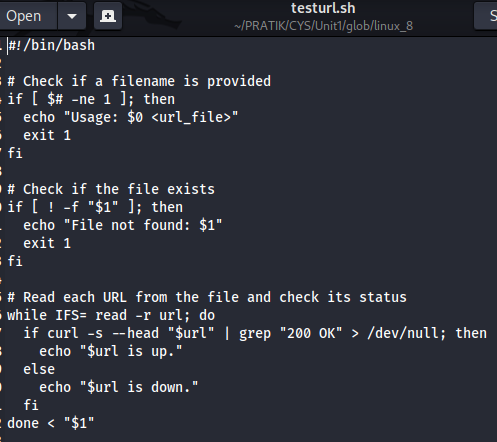 Open
testurl.sh
~/PRATIK/CYS/Unit1/glob/linux_8
S
#!/bin/bash
# Check if a filename is provided
if [ $# -ne 1 ]; then
  echo "Usage: $0 <url_file>"
  exit 1
fi
# Check if the file exists
if [ ! -f "$1" ]; then
  echo "File not found: $1"
  exit 1
fi
# Read each URL from the file and check its status
while IFS= read -r url; do
  if curl -s --head "$url" | grep "200 OK" > /dev/null; then
    echo "$url is up."
  else
    echo "$url is down."
  fi
done < "$1"